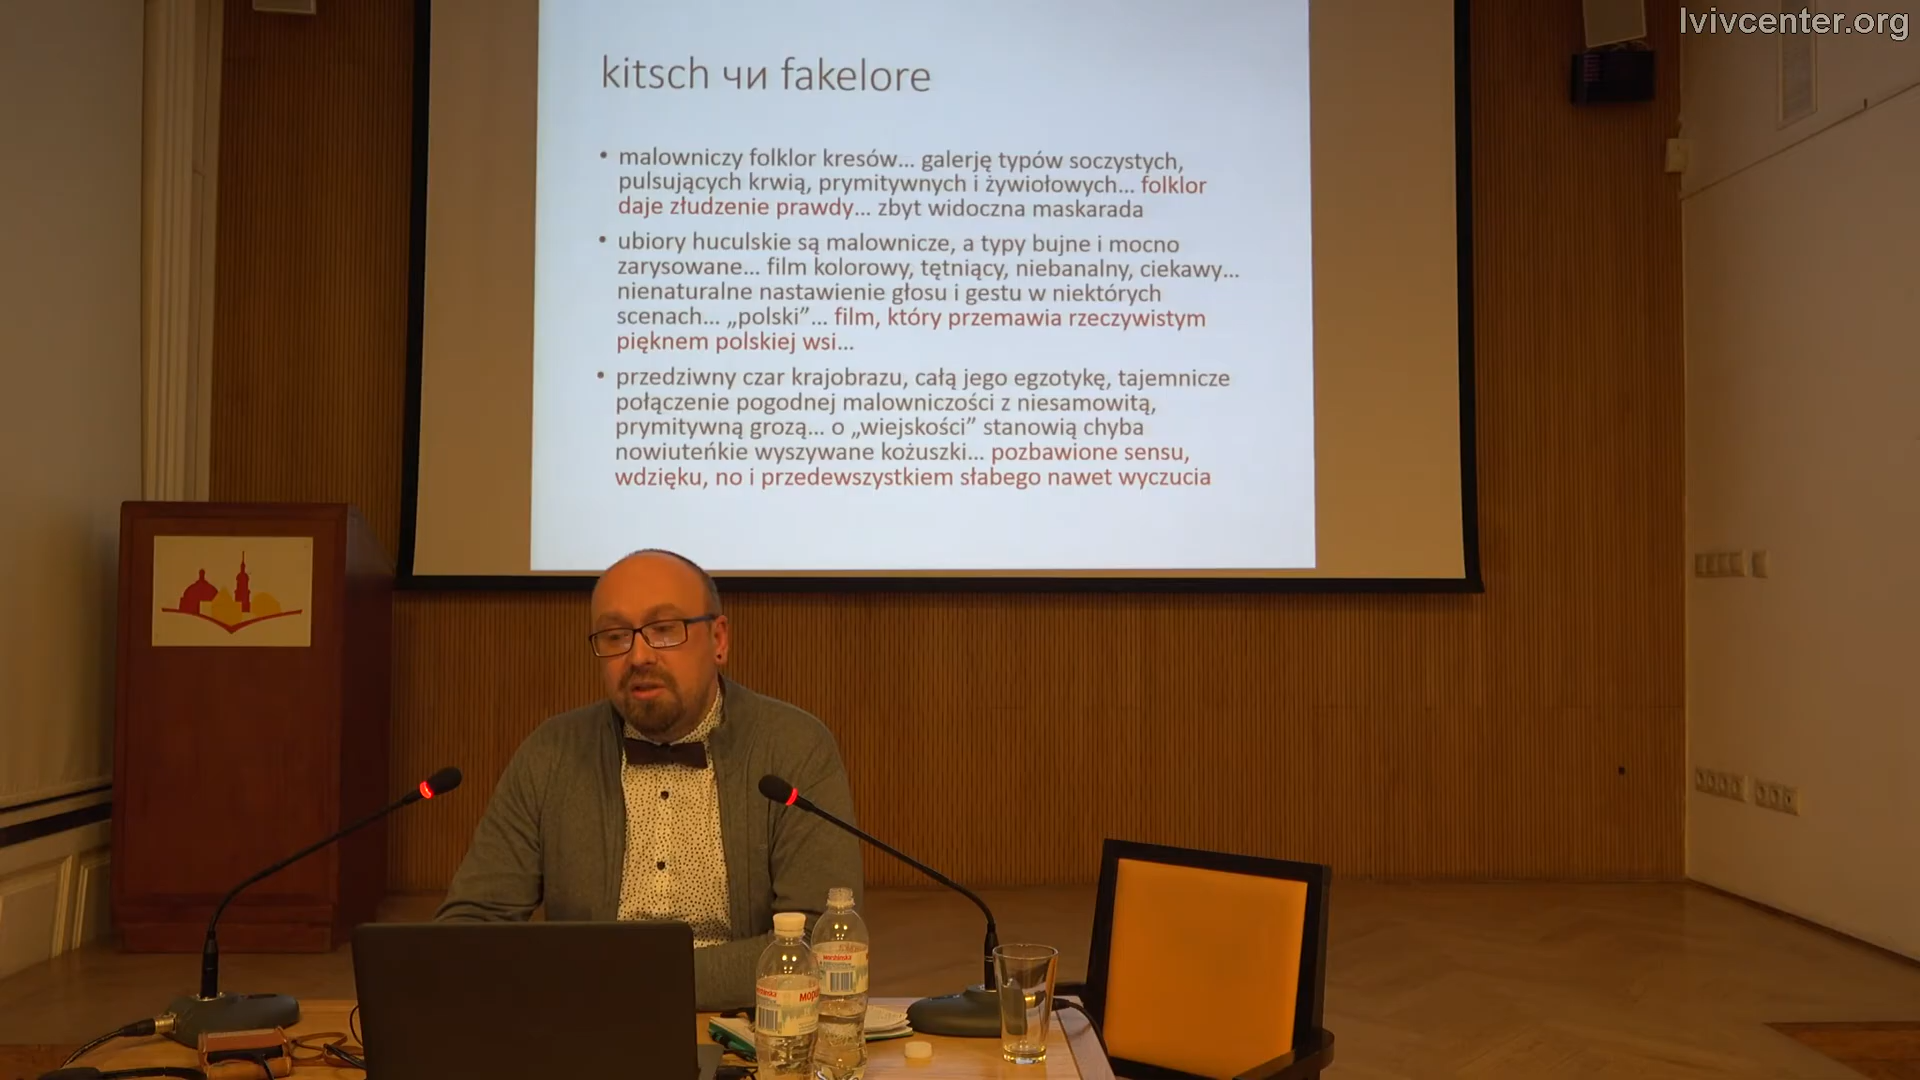 lvivcenter.org
kitsch чи fakelore
• malowniczy folklor kresów... galerję typów soczystych,
pulsujących krwią, prymitywnych i żywiołowych... folklor
daje złudzenie prawdy... zbyt widoczna maskarada
• ubiory huculskie są malownicze, a typy bujne i mocno
zarysowane... film kolorowy, tętniący, niebanalny, ciekawy...
nienaturalne nastawienie głosu i gestu w niektórych
scenach... „polski”... film, który przemawia rzeczywistym
pięknem polskiej wsi...
• przedziwny czar krajobrazu, całą jego egzotykę, tajemnicze
połączenie pogodnej malowniczości z niesamowitą,
prymitywną grozą... o „wiejskości” stanowią chyba
nowiuteńkie wyszywane kożuszki... pozbawione sensu,
wdzięku, no i przedewszystkiem słabego nawet wyczucia